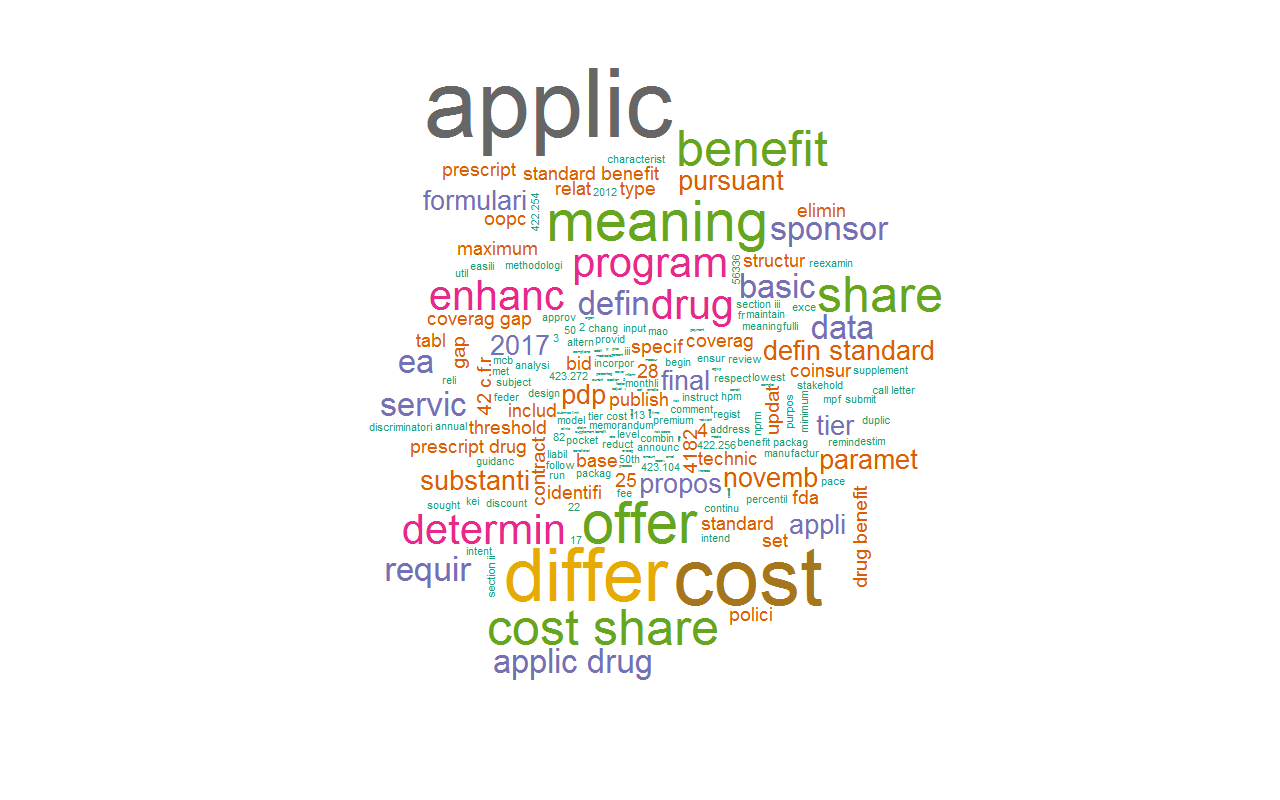 applic
benefit
characterist
prescript
standard benefit
pursuant
relat
2012
type
formulari
422.254
oopc
meaning
elimin
sponsor
maximum
easili
methodologi
util
program
56336
structur
reexamin
enhanc
defin
drug
basic
share
section iii
exce
coverag gap
approv
fr
maintain
data
50
2
chang
input
mao
meaningfulli
tabl
gap
2017
3
altern
provid
iii
specif
coverag
defin standard
ea
mcb
analysi
bid
incorpor
28
begin
ensur
review
coinsur
supplement
met
423.272
monthli
final
respect
lowest
stakehold
reli
subject
42 c.f.r
feder
design
pdp
publish
instruct
hpm
updat
purpos
minimum
mpf
submit
call letter
servic
includ
model
tier cost
113
1
comment
regist
premium
nprm
tier
duplic
discriminatori
annual
threshold
memorandum
4
address
82
pocket
level
combin
4182
benefit packag
remind
estim
prescript drug
contract
reduct
announc
422.256
manufactur
liabil
guidanc
follow
base
50th
423.104
technic
paramet
substanti
run
packag
25
propos
novemb
pace
identifi
fee
percentil
fda
drug benefit
sought
kei
discount
22
continu
determin
offer
standard
appli
17
intend
set
intent
requir
section ii
differ
cost
polici
cost share
applic drug